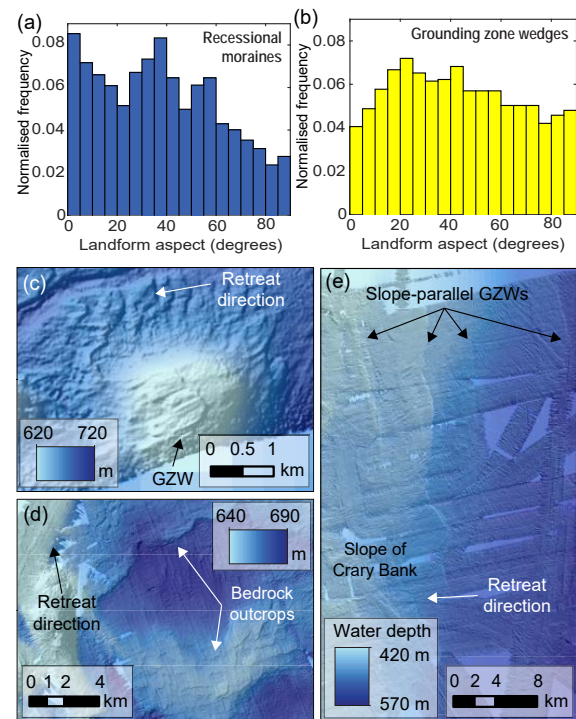 (a)
Recessional
moraines
0.08
0.06
0.04
0.02
0
Normalised frequency
0 20 40 60 80
Landform aspect (degrees)
(b)
Grounding zone wedges
0.08
0.06
0.04
0.02
0
Normalised frequency
0 20 40 60 80
Landform aspect (degrees)
(c)
Retreat
direction
620 720
m
GZW
0 0.5 1
km
(d)
640 690
m
Retreat
direction
Bedrock
outcrops
0 1 2 4
km
(e)
Slope-parallel GZWs
Slope of
Crary Bank
Retreat
direction
Water depth
420 m
570 m
0 2 4 8
km